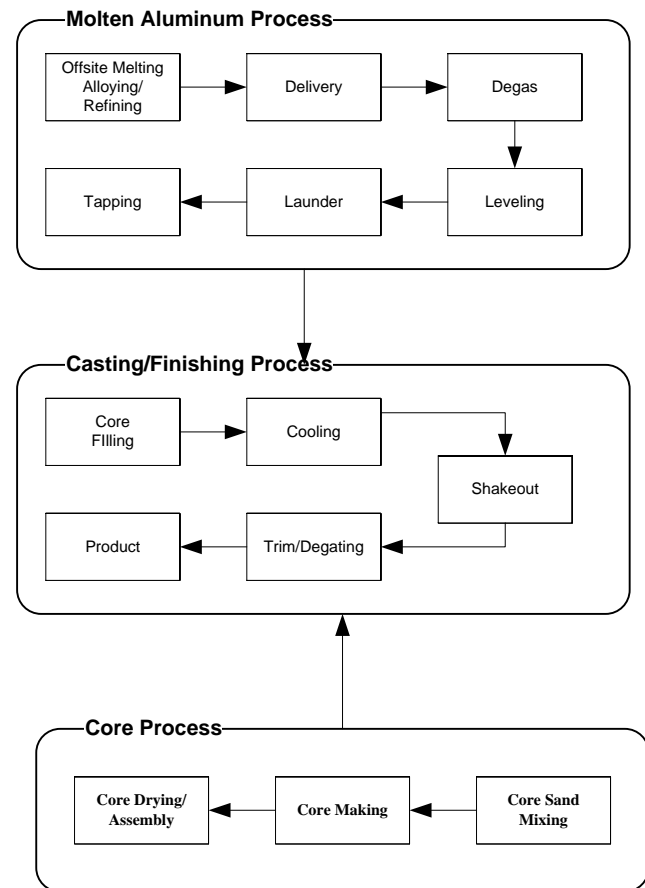 Molten Aluminum Process
Offsite Melting
Alloying/
Refining
Delivery
Degas
Tapping
Launder
Leveling
Casting/Finishing Process
Core
FIlling
Cooling
Shakeout
Product
Trim/Degating
Core Process
Core Drying/
Assembly
Core Making
Core Sand
Mixing